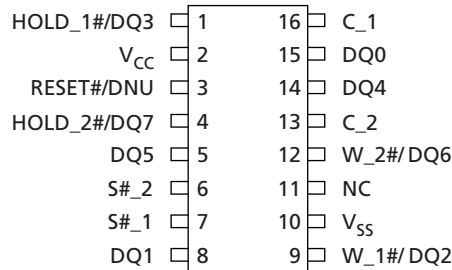 HOLD_1#/DQ3 1 16 C_1
VCC 2 15 DQ0
RESET#/DNU 3 14 DQ4
HOLD_2#/DQ7 4 13 C_2
DQ5 5 12 W_2#/DQ6
S#_2 6 11 NC
S#_1 7 10 VSS
DQ1 8 9 W_1#/DQ2